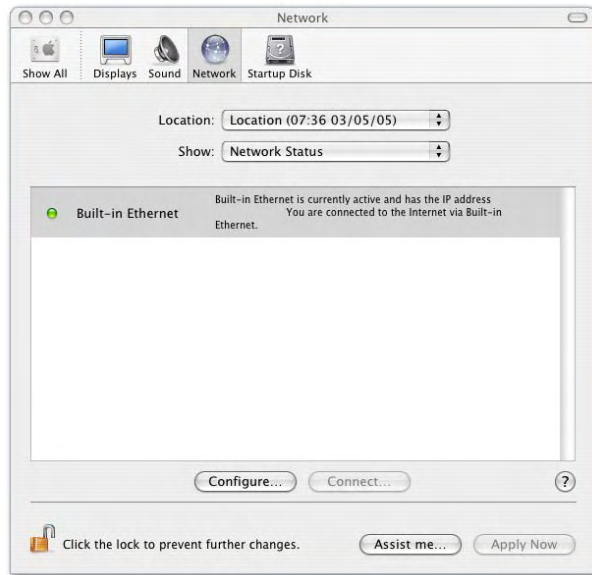 Network
Show All
Displays
Sound
Network
Startup Disk
Location: Location (07:36 03/05/05)
Show: Network Status
Built-in Ethernet
Built-in Ethernet is currently active and has the IP address
You are connected to the Internet via Built-in
Ethernet.
Configure...
Connect...
?
Click the lock to prevent further changes.
Assist me...
Apply Now